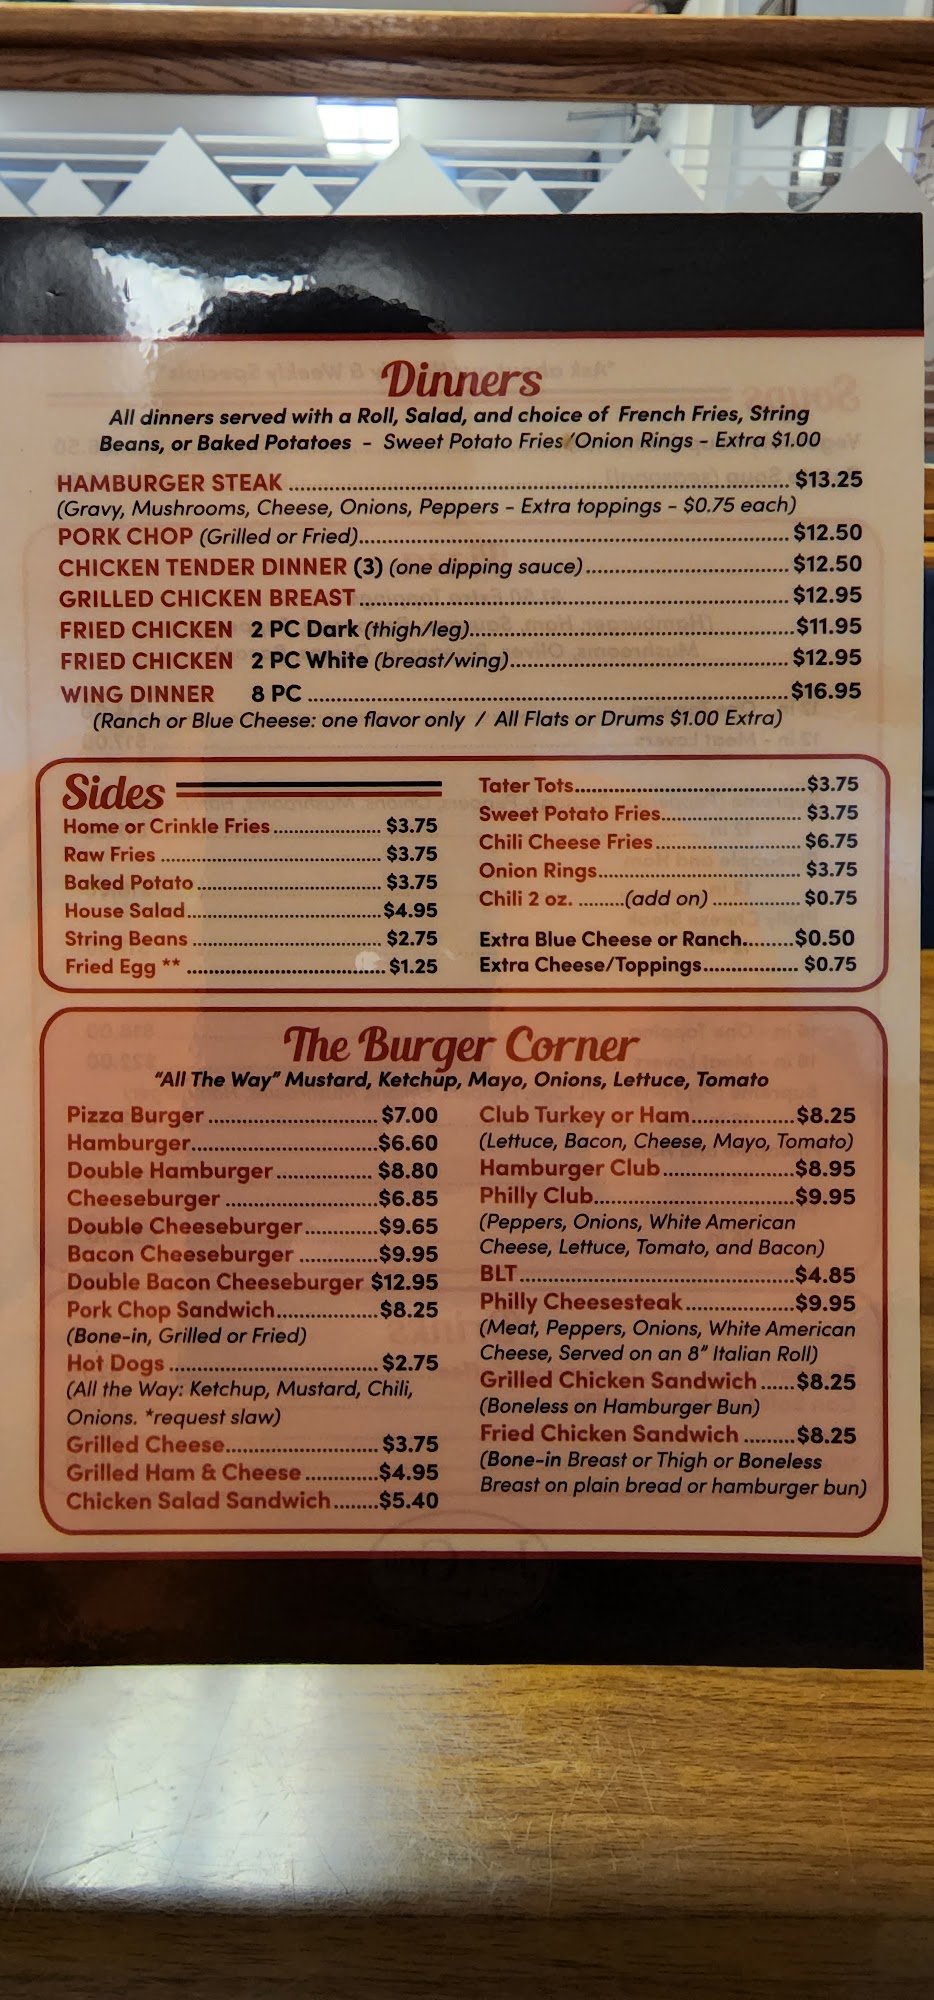 Dinners
All dinners served with a Roll, Salad, and choice of French Fries, String
Beans, or Baked Potatoes - Sweet Potato Fries/Onion Rings - Extra $1.00
HAMBURGER STEAK ........ $13.25
(Gravy, Mushrooms, Cheese, Onions, Peppers - Extra toppings - $0.75 each)
PORK CHOP (Grilled or Fried)........ $12.50
CHICKEN TENDER DINNER (3) (one dipping sauce)........ $12.50
GRILLED CHICKEN BREAST........ $12.95
FRIED CHICKEN 2 PC Dark (thigh/leg)........$11.95
FRIED CHICKEN 2 PC White (breast/wing)........ $12.95
WING DINNER 8 PC ........$16.95
(Ranch or Blue Cheese: one flavor only / All Flats or Drums $1.00 Extra)
Sides
Home or Crinkle Fries........ $3.75
Raw Fries ........ $3.75
Baked Potato........ $3.75
House Salad........$4.95
String Beans ........ $2.75
Fried Egg ** ........ $1.25
Tater Tots........$3.75
Sweet Potato Fries........ $3.75
Chili Cheese Fries........ $6.75
Onion Rings........ $3.75
Chili 2 oz. ........(add on) ........ $0.75
Extra Blue Cheese or Ranch........$0.50
Extra Cheese/Toppings........ $0.75
The Burger Corner
"All The Way" Mustard, Ketchup, Mayo, Onions, Lettuce, Tomato
Pizza Burger ........ $7.00
Hamburger........$6.60
Double Hamburger ........ $8.80
Cheeseburger ........ $6.85
Double Cheeseburger........$9.65
Bacon Cheeseburger ........$9.95
Double Bacon Cheeseburger $12.95
Pork Chop Sandwich........ $8.25
(Bone-in, Grilled or Fried)
Hot Dogs ........ $2.75
(All the Way: Ketchup, Mustard, Chili,
Onions. *request slaw)
Grilled Cheese........ $3.75
Grilled Ham & Cheese ........$4.95
Chicken Salad Sandwich........$5.40
Club Turkey or Ham........$8.25
(Lettuce, Bacon, Cheese, Mayo, Tomato)
Hamburger Club........$8.95
Philly Club........$9.95
(Peppers, Onions, White American
Cheese, Lettuce, Tomato, and Bacon)
BLT........$4.85
Philly Cheesesteak........$9.95
(Meat, Peppers, Onions, White American
Cheese, Served on an 8" Italian Roll)
Grilled Chicken Sandwich ......$8.25
(Boneless on Hamburger Bun)
Fried Chicken Sandwich ........$8.25
(Bone-in Breast or Thigh or Boneless
Breast on plain bread or hamburger bun)